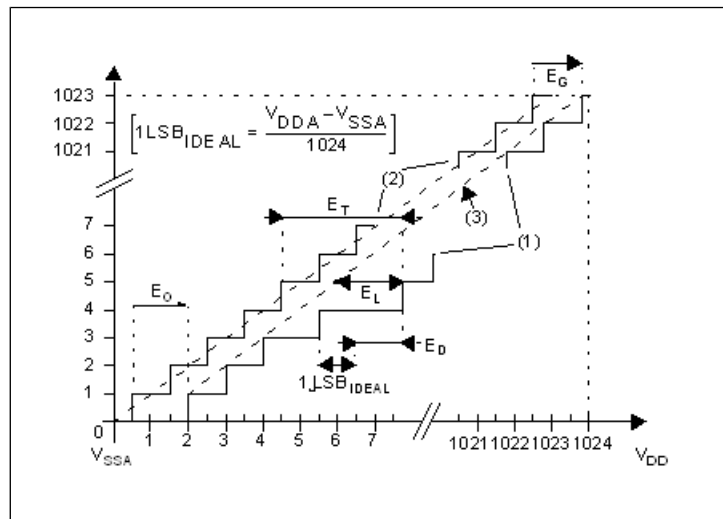 E_G
1023
1022
1021
[1LSB_IDEAL = (V_DDA – V_SSA) / 1024]
(2)
E_T
(3)
(1)
7
6
5
4
3
2
1
0
E_O
E_L
E_D
1 LSB_IDEAL
1 2 3 4 5 6 7 1021 1022 1023 1024
V_SSA
V_DD